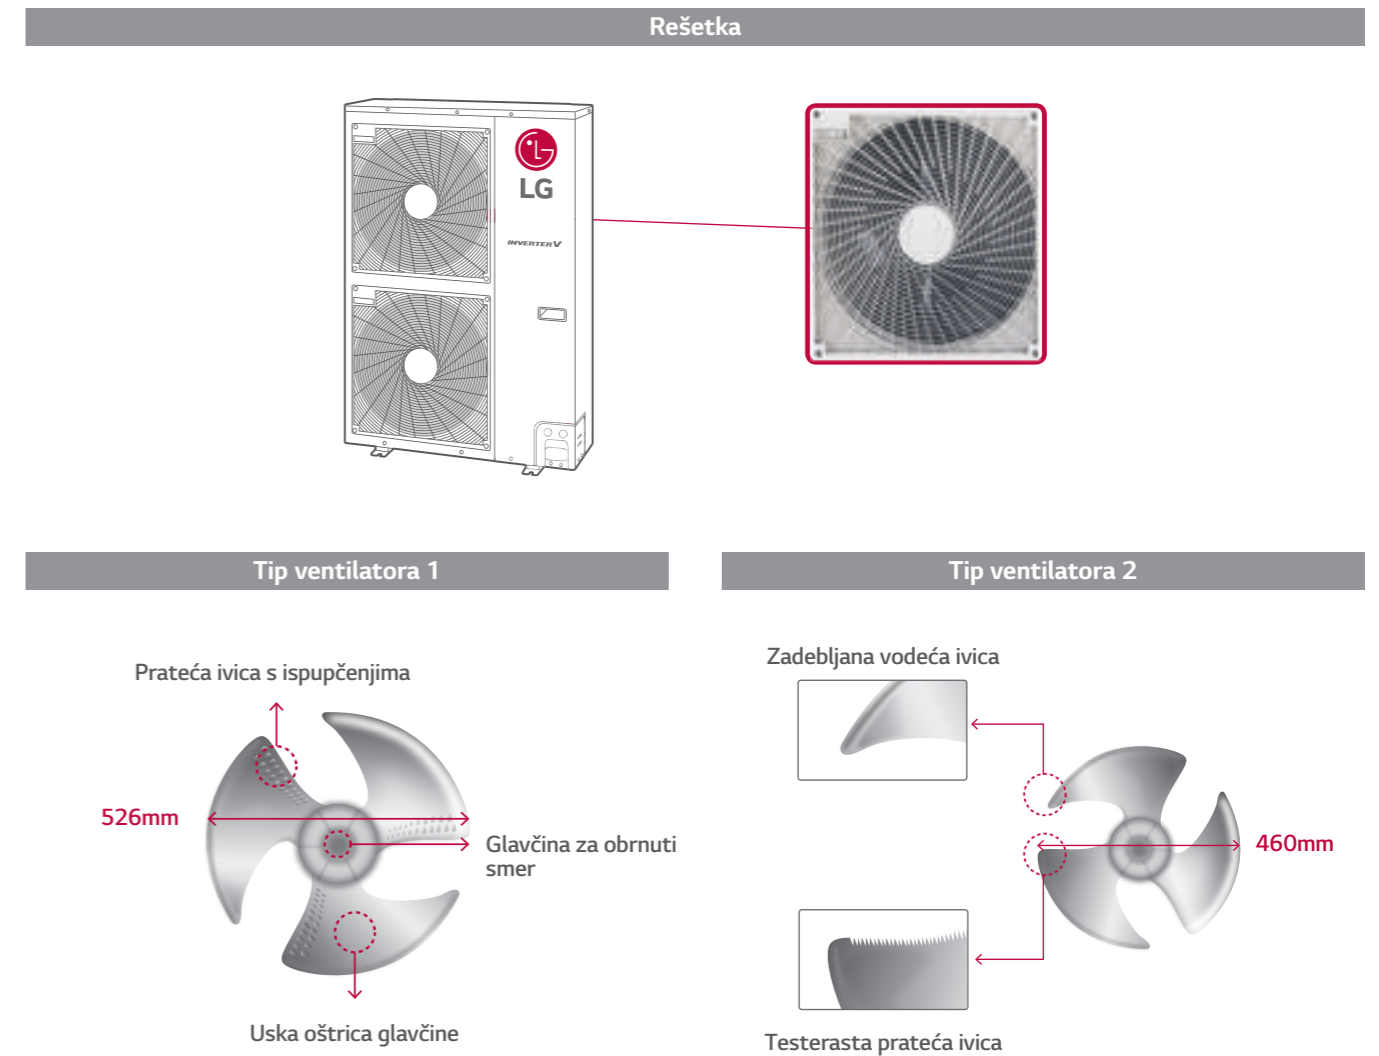 Rešetka
LG
INVERTER V
Tip ventilatora 1
Tip ventilatora 2
Prateća ivica s ispupčenjima
526mm
Glavčina za obrnuti
smer
Uska oštrica glavčine
Zadebljana vodeća ivica
460mm
Testerasta prateća ivica